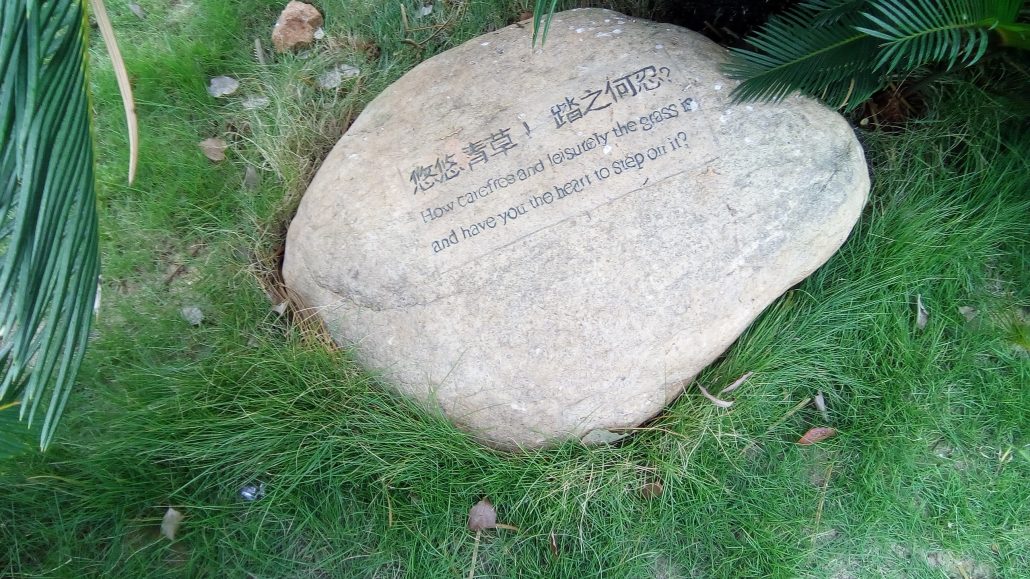 悠悠青草！踏之何忍?
How carefree and leisurely the grass is
and have you the heart to step on it?